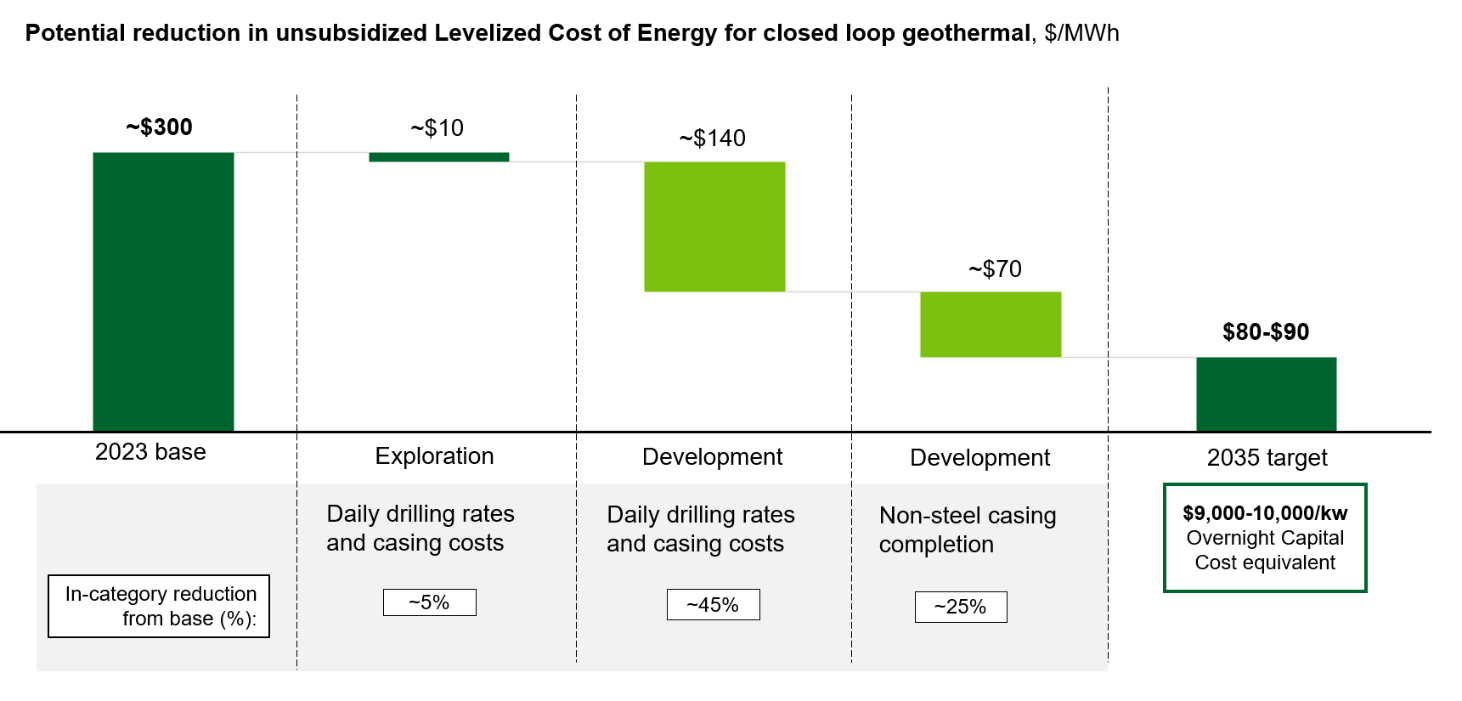 Potential reduction in unsubsidized Levelized Cost of Energy for closed loop geothermal, $/MWh
~$300
~$10
~$140
~$70
$80-$90
2023 base
Exploration
Development
Development
2035 target
Daily drilling rates
and casing costs
Daily drilling rates
and casing costs
Non-steel casing
completion
$9,000-10,000/kw
Overnight Capital
Cost equivalent
In-category reduction
from base (%):
~5%
~45%
~25%